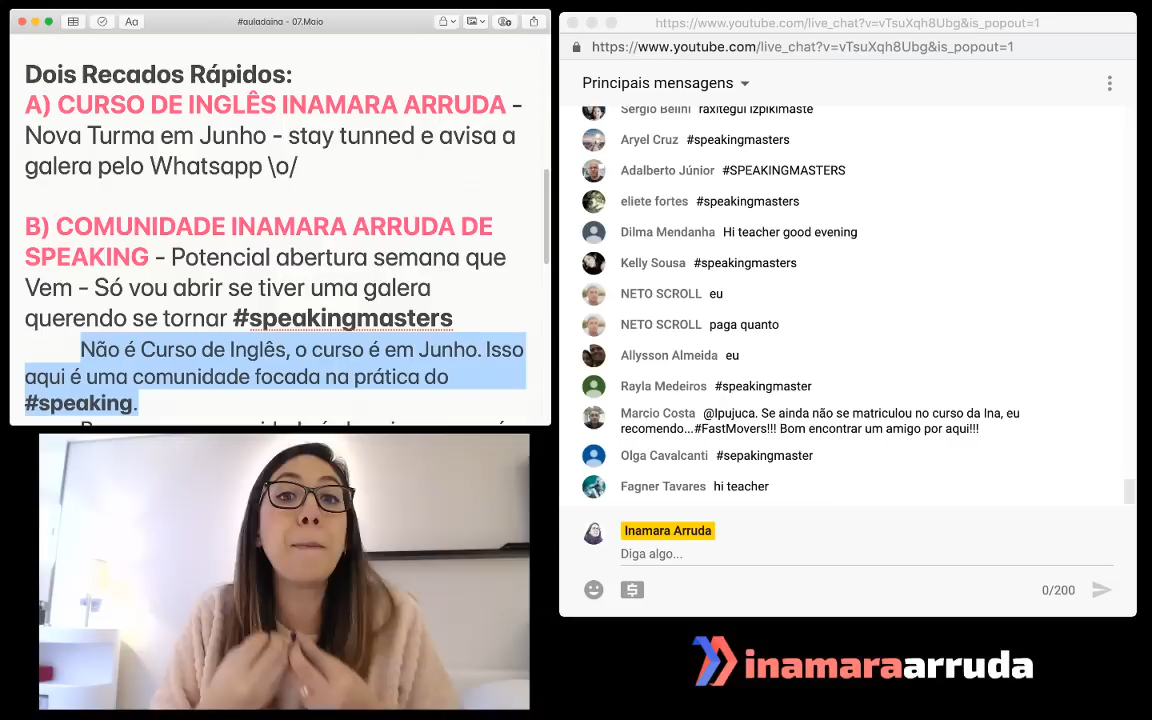 Aa
#auladaina - 07.Maio
Dois Recados Rápidos:
A) CURSO DE INGLÊS INAMARA ARRUDA -
Nova Turma em Junho - stay tunned e avisa a
galera pelo Whatsapp \o/
B) COMUNIDADE INAMARA ARRUDA DE
SPEAKING - Potencial abertura semana que
Vem - Só vou abrir se tiver uma galera
querendo se tornar #speakingmasters
Não é Curso de Inglês, o curso é em Junho. Isso
aqui é uma comunidade focada na prática do
#speaking.
https://www.youtube.com/live_chat?v=vTsuXqh8Ubg&is_popout=1
https://www.youtube.com/live_chat?v=vTsuXqh8Ubg&is_popout=1
Principais mensagens
Sergio Belini raxitegui izpikimaste
Aryel Cruz #speakingmasters
Adalberto Júnior #SPEAKINGMASTERS
eliete fortes #speakingmasters
Dilma Mendanha Hi teacher good evening
Kelly Sousa #speakingmasters
NETO SCROLL eu
NETO SCROLL paga quanto
Allysson Almeida eu
Rayla Medeiros #speakingmaster
Marcio Costa @Ipujuca. Se ainda não se matriculou no curso da Ina, eu
recomendo...#FastMovers!!! Bom encontrar um amigo por aqui!!!
Olga Cavalcanti #sepakingmaster
Fagner Tavares hi teacher
Inamara Arruda
Diga algo...
0/200
inamaraarruda